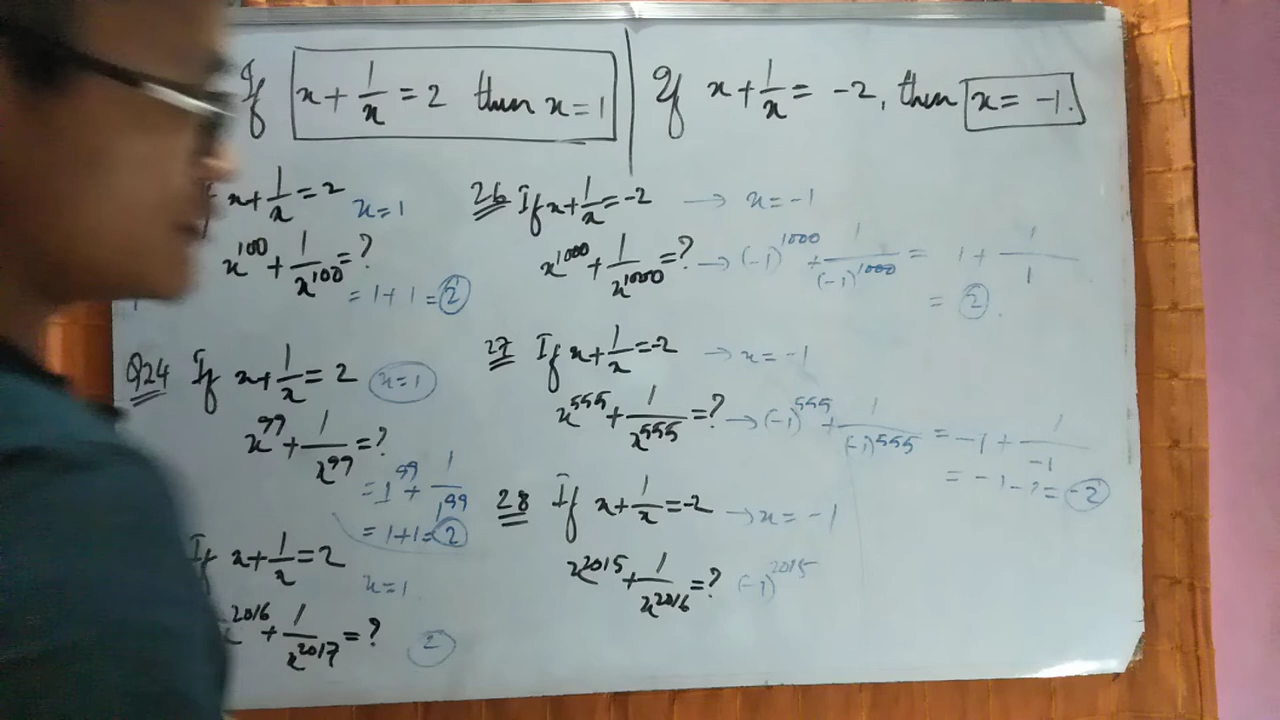 If x + 1/x = 2 then x = 1
If x + 1/x = -2, then x = -1.
x + 1/x = 2 x = 1
x^100 + 1/x^100 = ?
= 1 + 1 = 2
Q24 If x + 1/x = 2 x = 1
x^99 + 1/x^99 = ?
= 1^99 + 1/1^99
= 1 + 1 = 2
If x + 1/x = 2
x = 1
x^2016 + 1/x^2017 = ?
2
26 If x + 1/x = -2 → x = -1
x^1000 + 1/x^1000 = ? → (-1)^1000 + 1/(-1)^1000 = 1 + 1/1
= 2
27 If x + 1/x = -2 → x = -1
x^555 + 1/x^555 = ? → (-1)^555 + 1/(-1)^555 = -1 + 1/-1
= -1 - 1 = -2
28 If x + 1/x = -2 → x = -1
x^2015 + 1/x^2016 = ? (-1)^2015